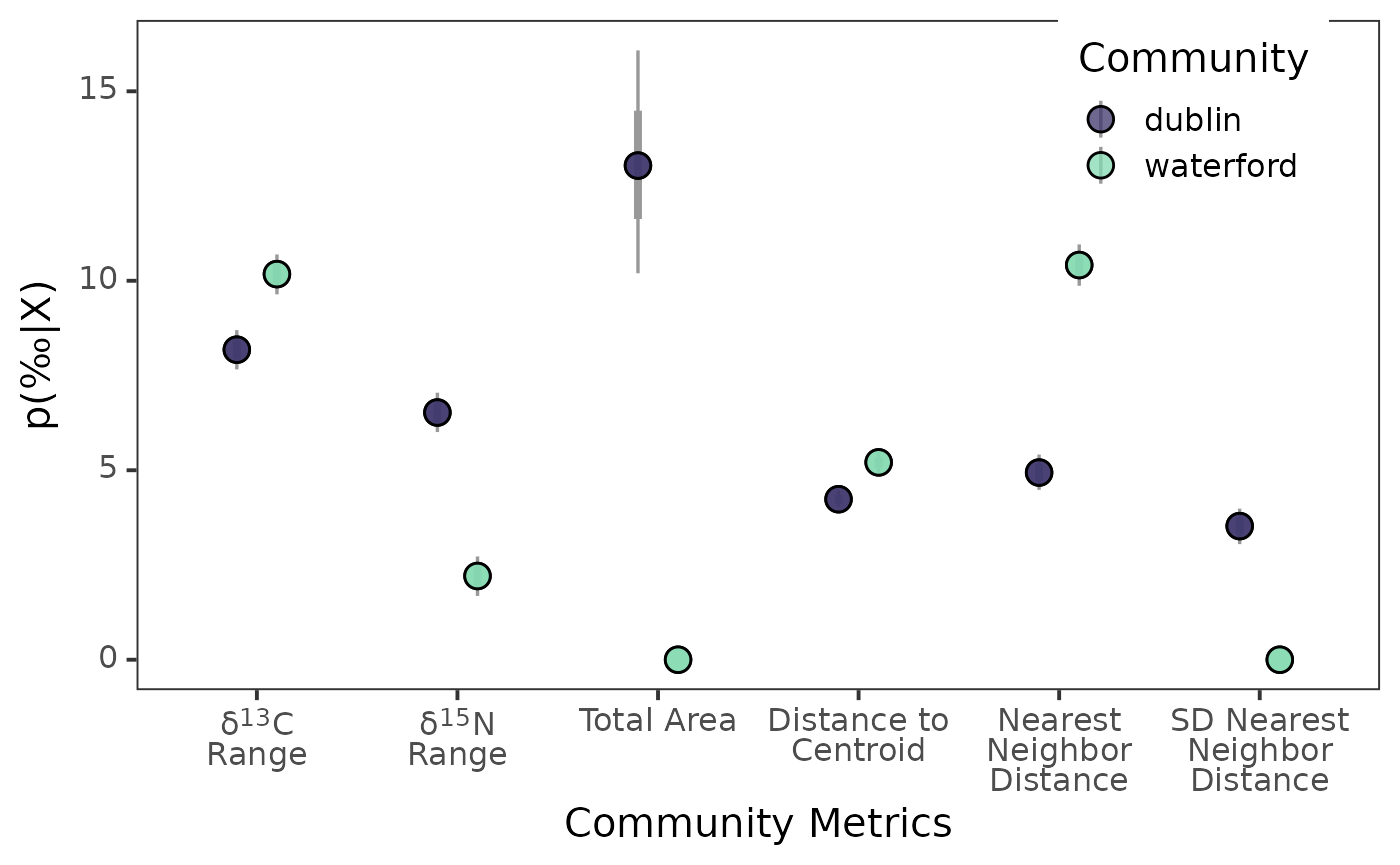 Community
dublin
waterford
15
10
5
0
p(‰|X)
δ¹³C
Range
δ¹⁵N
Range
Total Area
Distance to
Centroid
Nearest
Neighbor
Distance
SD Nearest
Neighbor
Distance
Community Metrics